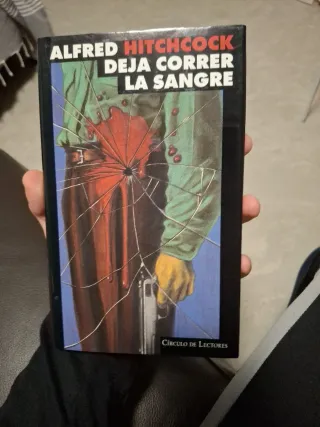 ALFRED HITCHCOCK
DEJA CORRER
LA SANGRE
CÍRCULO DE LECTORES